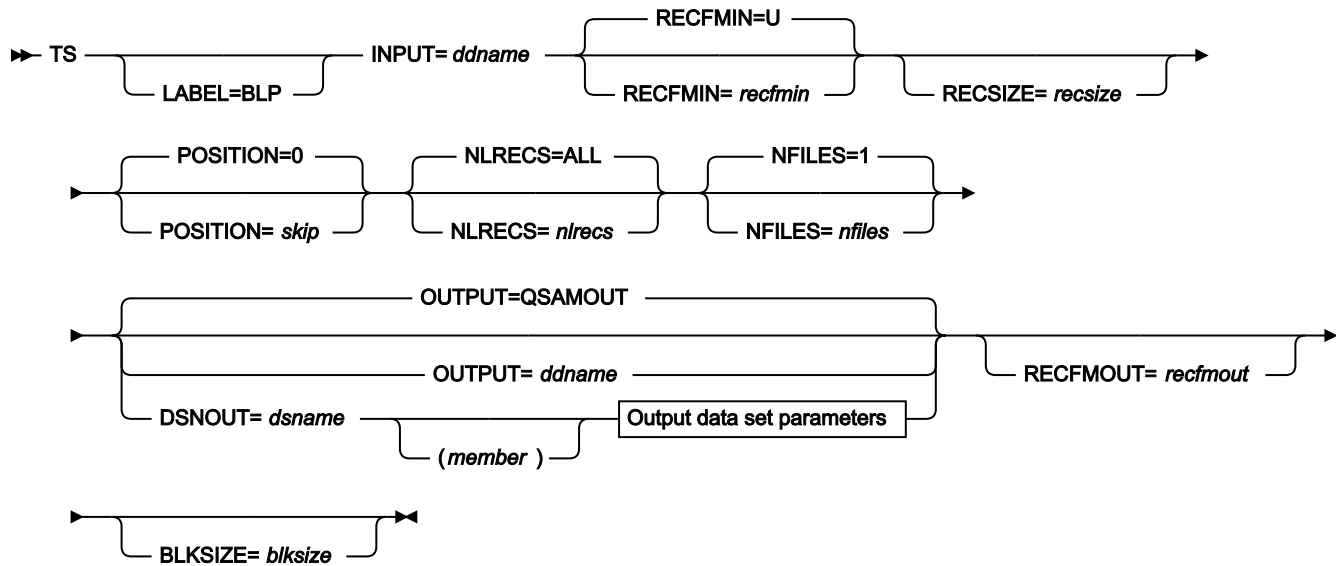 RECFMIN=U
TS INPUT= ddname
LABEL=BLP RECFMIN= recfmin RECSIZE= recsize
POSITION=0 NLRECS=ALL NFILES=1
POSITION= skip NLRECS= nlrecs NFILES= nfiles
OUTPUT=QSAMOUT
OUTPUT= ddname RECFMOUT= recfmout
DSNOUT= dsname Output data set parameters
(member )
BLKSIZE= blksize